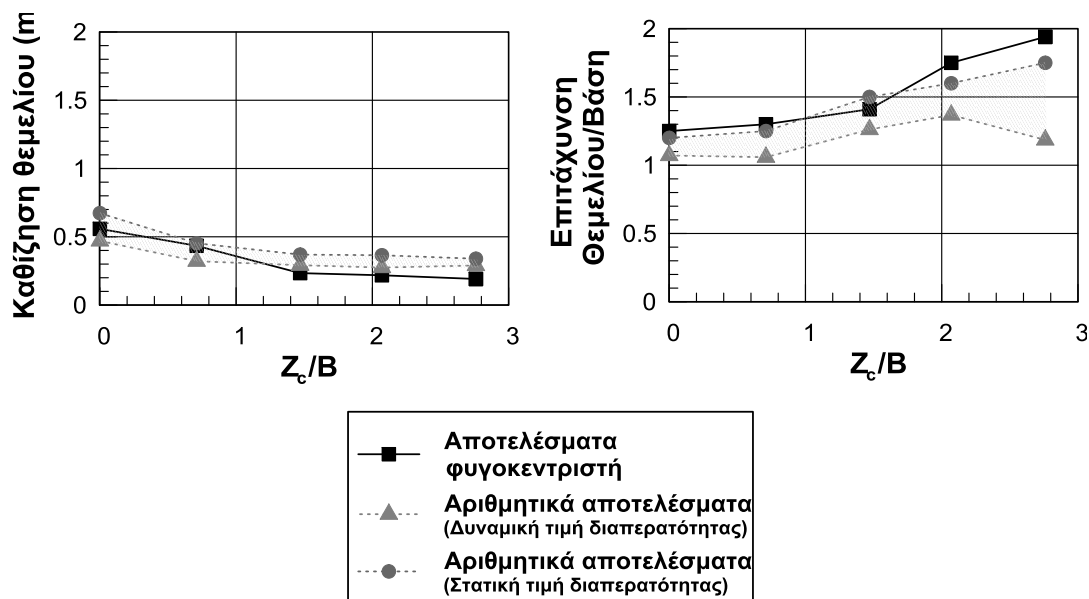 Καθίζηση θεμελίου (m
2
1.5
1
0.5
0
0 1 2 3
Zc/B
Επιτάχυνση
Θεμελίου/Βάση
2
1.5
1
0.5
0
0 1 2 3
Zc/B
Αποτελέσματα
φυγοκεντριστή
Αριθμητικά αποτελέσματα
(Δυναμική τιμή διαπερατότητας)
Αριθμητικά αποτελέσματα
(Στατική τιμή διαπερατότητας)